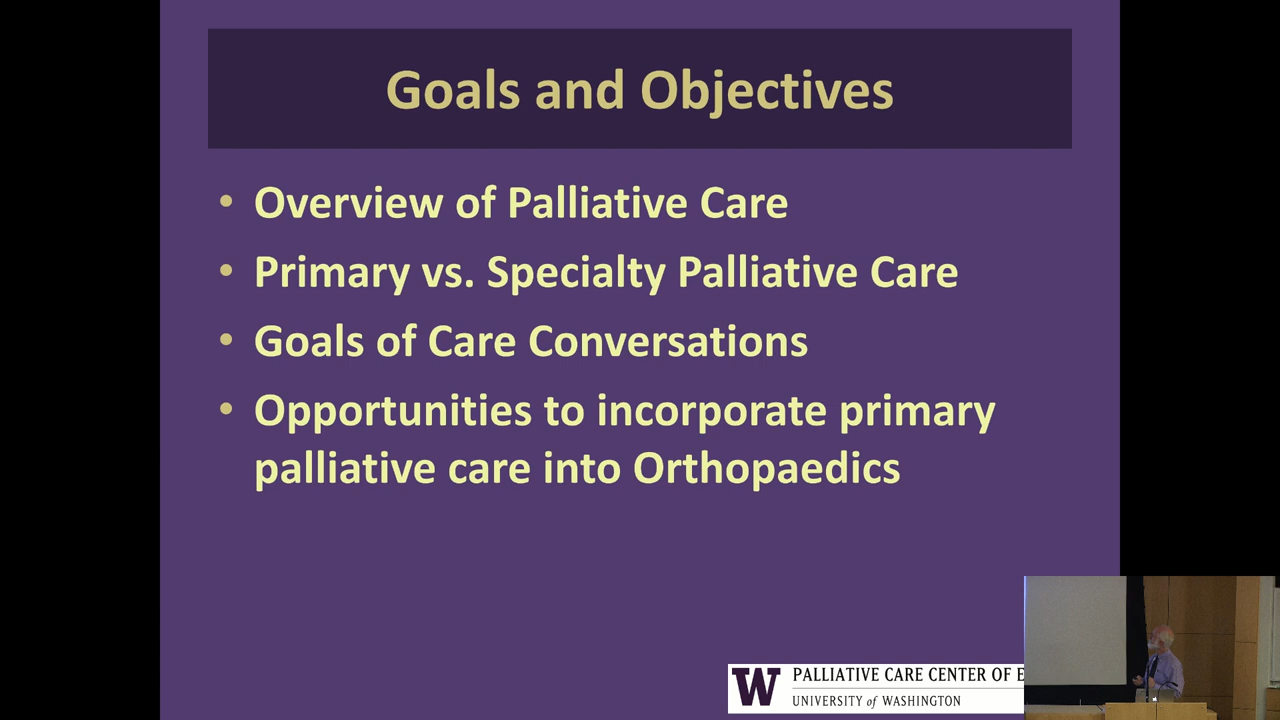 Goals and Objectives
• Overview of Palliative Care
• Primary vs. Specialty Palliative Care
• Goals of Care Conversations
• Opportunities to incorporate primary
palliative care into Orthopaedics
W PALLIATIVE CARE CENTER OF E
UNIVERSITY of WASHINGTON